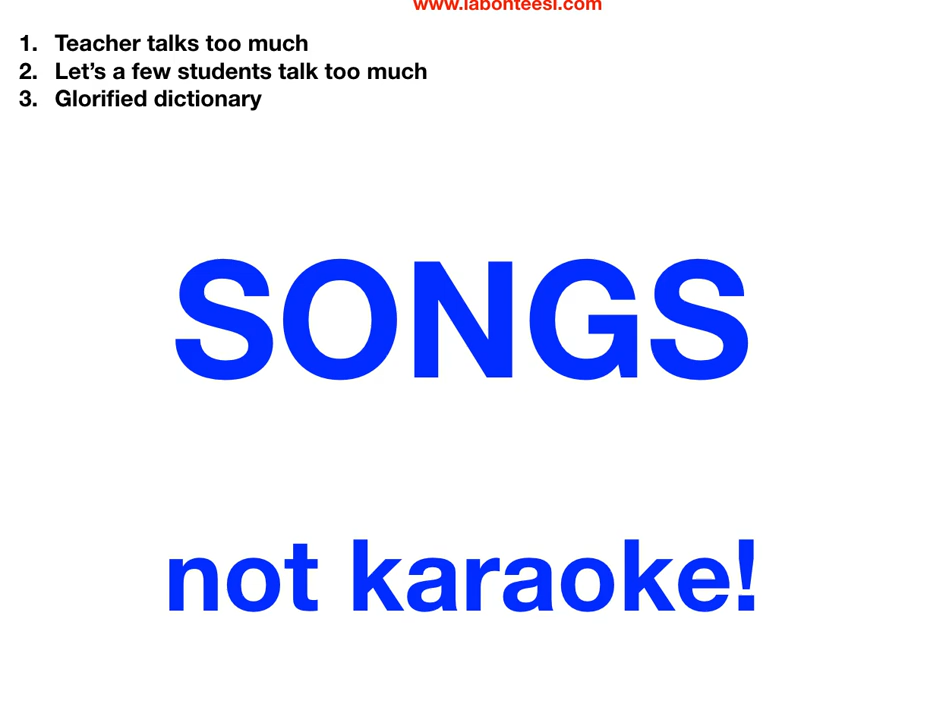 www.labonteesl.com
1. Teacher talks too much
2. Let’s a few students talk too much
3. Glorified dictionary
SONGS
not karaoke!